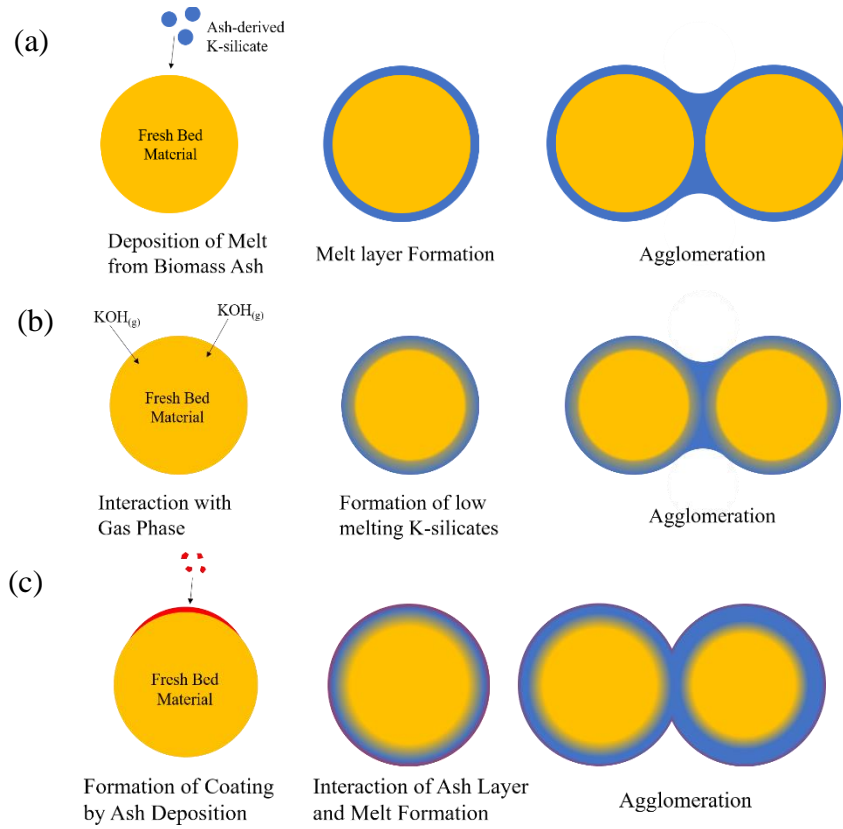 (a)
Ash-derived
K-silicate
Fresh Bed
Material
Deposition of Melt
from Biomass Ash
Melt layer Formation
Agglomeration
(b)
KOH(g)
KOH(g)
Fresh Bed
Material
Interaction with
Gas Phase
Formation of low
melting K-silicates
Agglomeration
(c)
Fresh Bed
Material
Formation of Coating
by Ash Deposition
Interaction of Ash Layer
and Melt Formation
Agglomeration